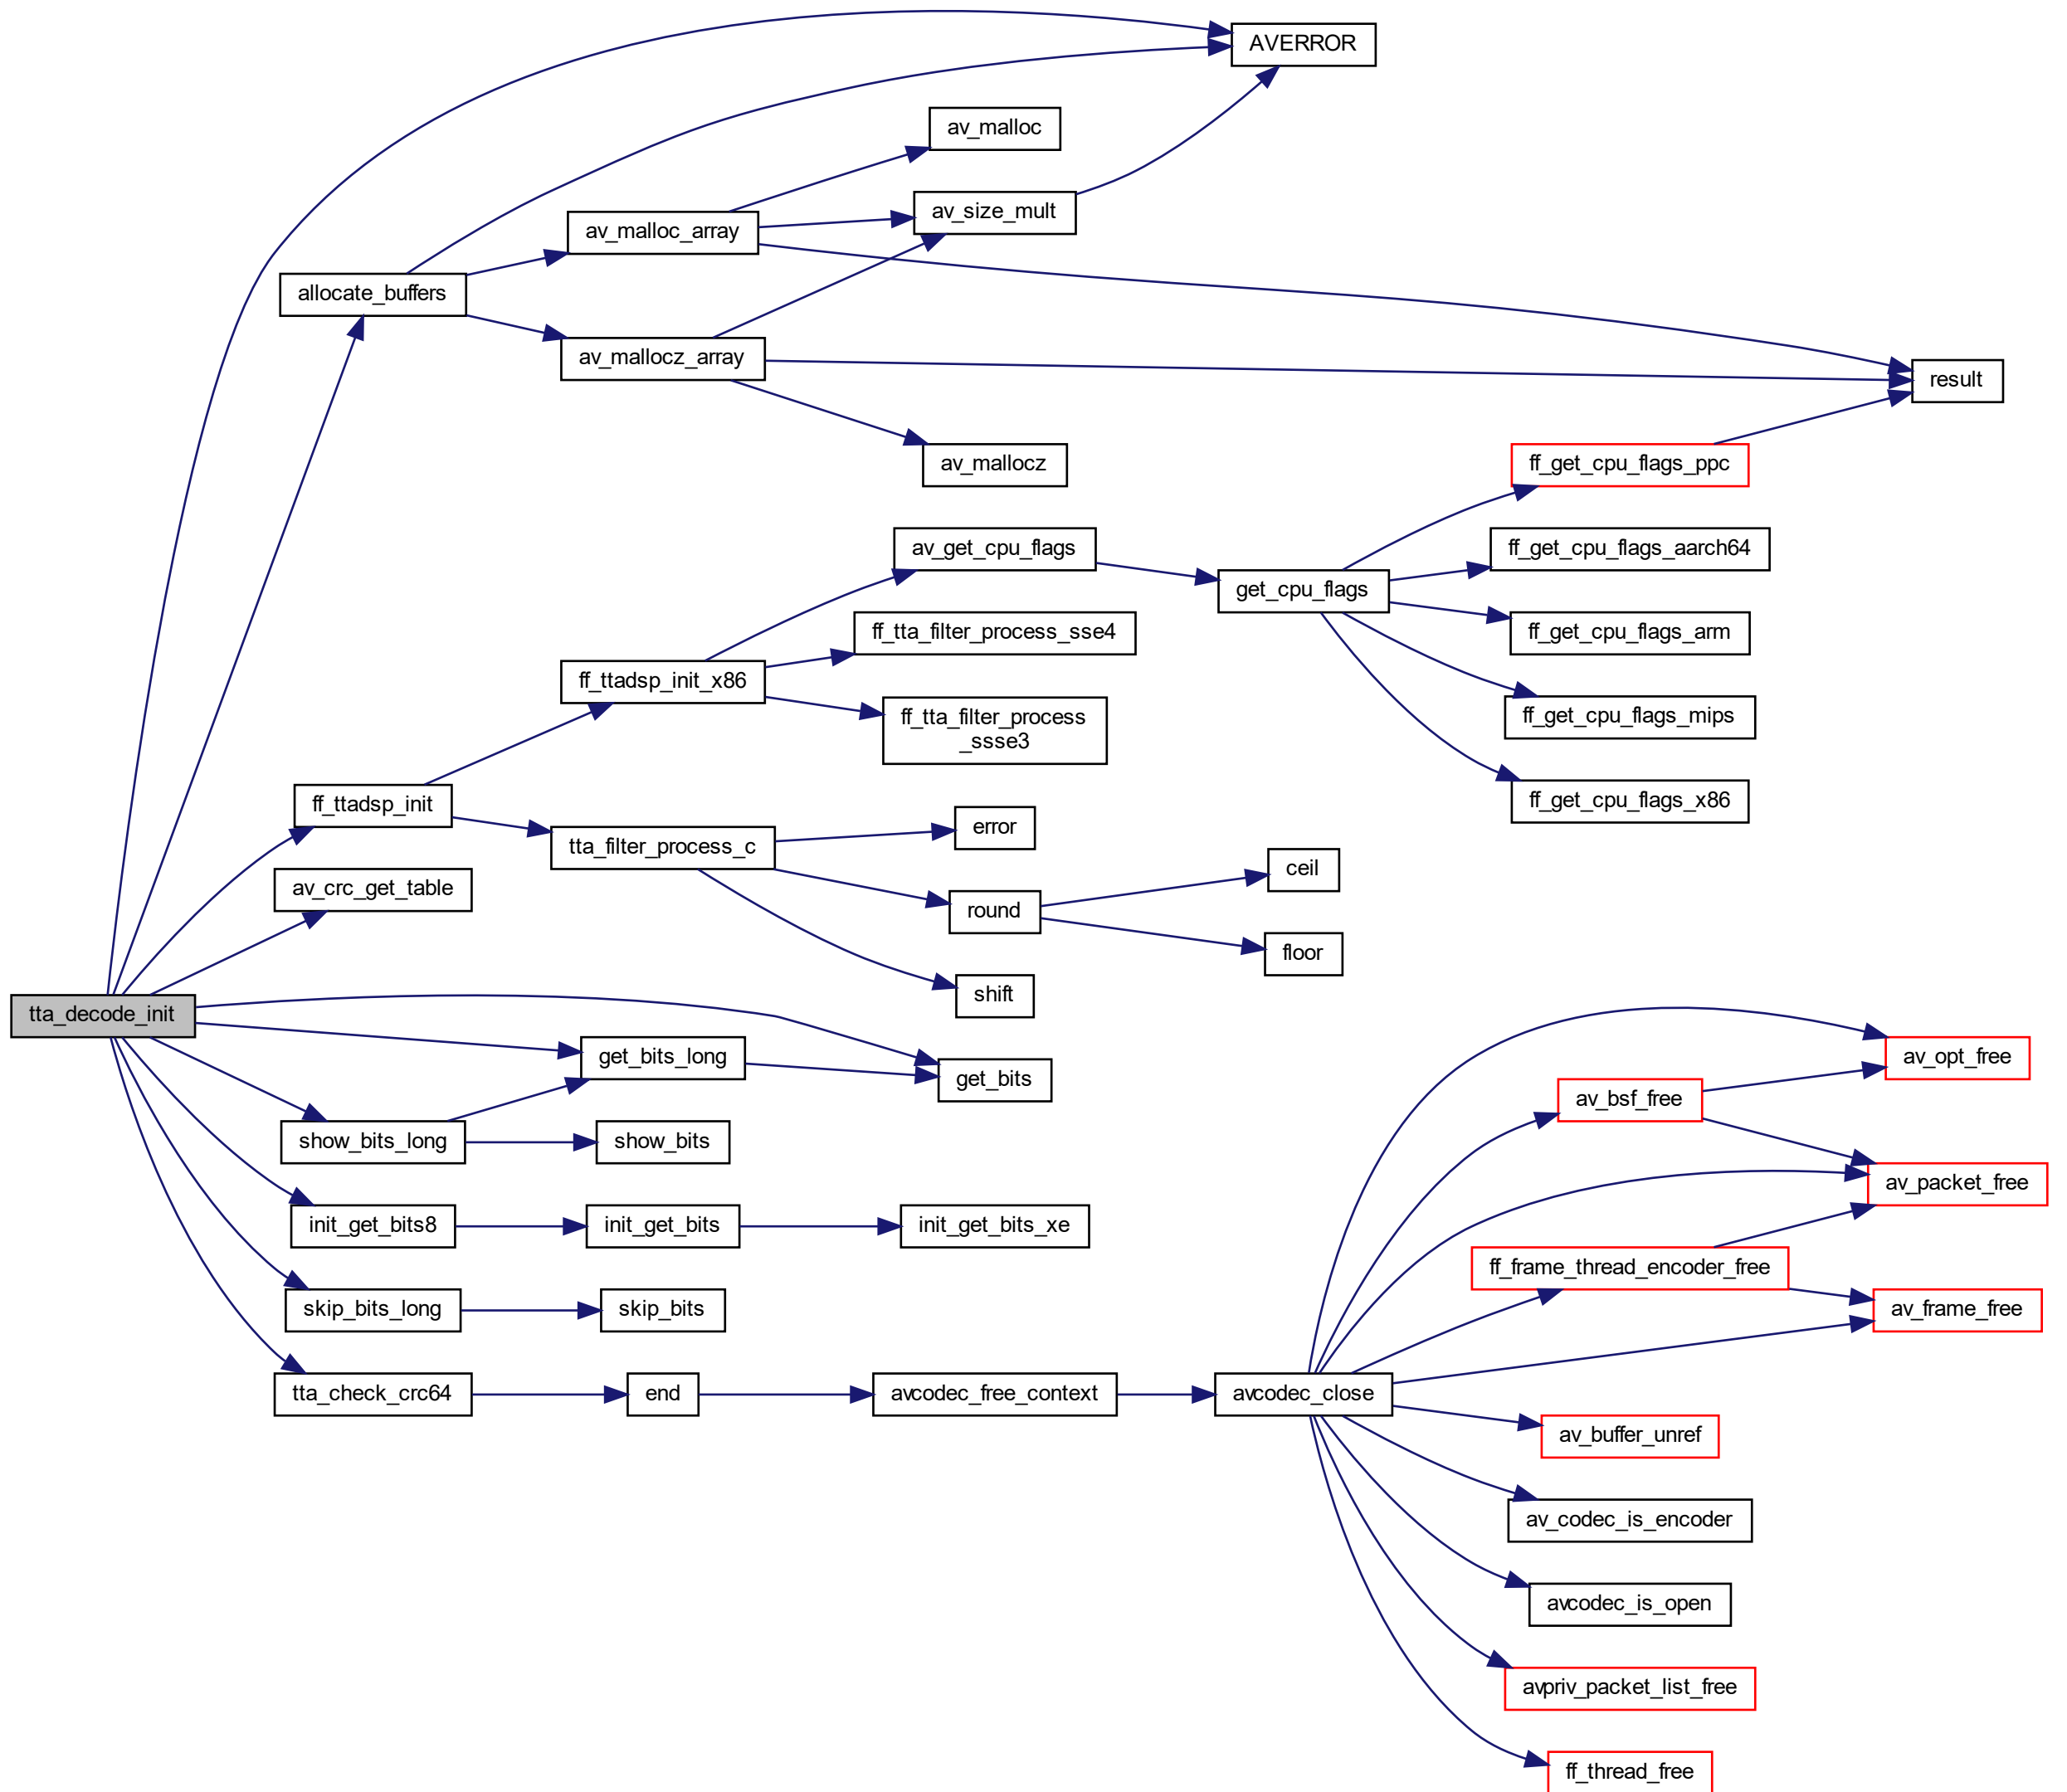 AVERROR
av_malloc
av_size_mult
av_malloc_array
allocate_buffers
av_mallocz_array
result
av_mallocz
ff_get_cpu_flags_ppc
av_get_cpu_flags
ff_get_cpu_flags_aarch64
get_cpu_flags
ff_tta_filter_process_sse4
ff_get_cpu_flags_arm
ff_ttadsp_init_x86
ff_tta_filter_process
_ssse3
ff_get_cpu_flags_mips
ff_get_cpu_flags_x86
ff_ttadsp_init
error
tta_filter_process_c
ceil
av_crc_get_table
round
floor
shift
tta_decode_init
get_bits_long
get_bits
av_opt_free
av_bsf_free
show_bits_long
show_bits
av_packet_free
init_get_bits8
init_get_bits
init_get_bits_xe
ff_frame_thread_encoder_free
skip_bits_long
skip_bits
av_frame_free
tta_check_crc64
end
avcodec_free_context
avcodec_close
av_buffer_unref
av_codec_is_encoder
avcodec_is_open
avpriv_packet_list_free
ff_thread_free